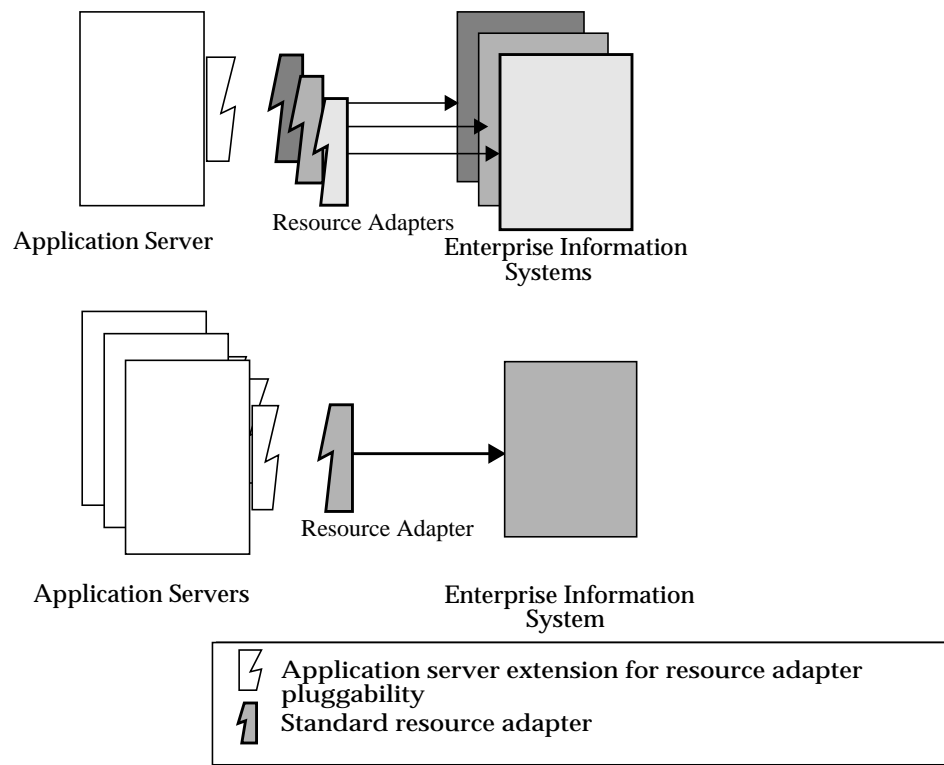 Resource Adapters
Application Server
Enterprise Information
Systems
Resource Adapter
Application Servers
Enterprise Information
System
Application server extension for resource adapter
pluggability
Standard resource adapter